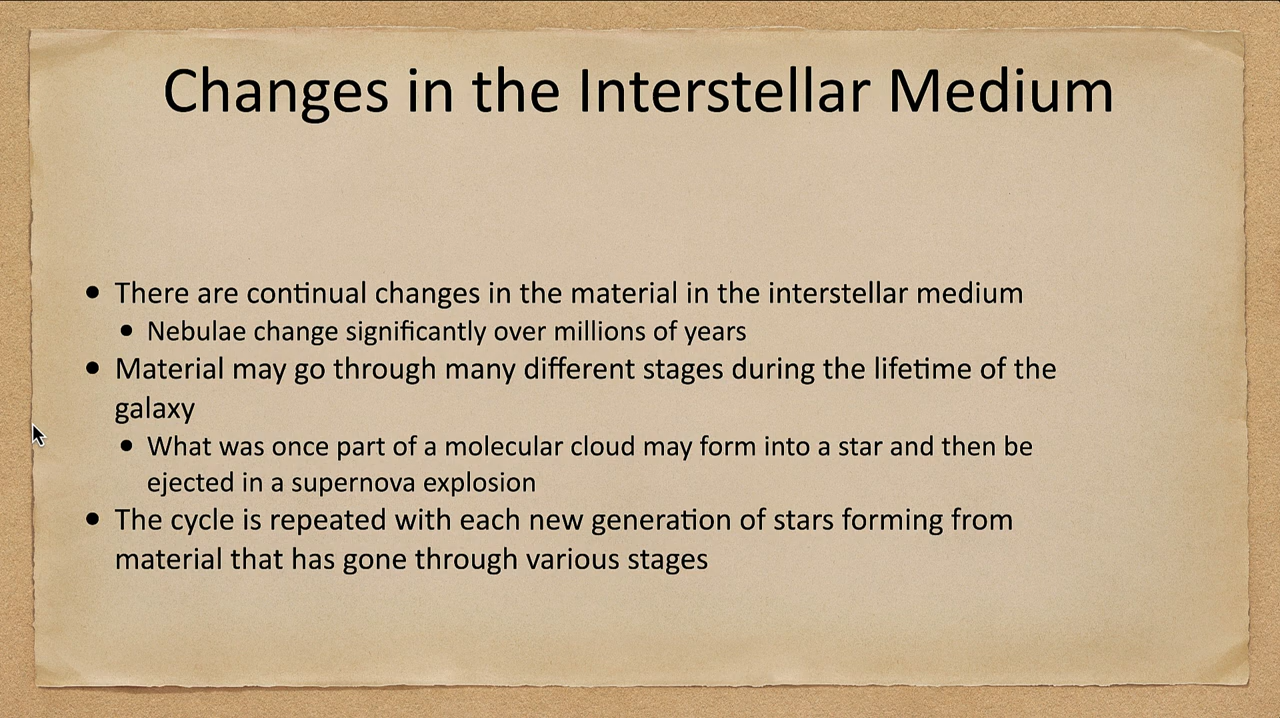 Changes in the Interstellar Medium
• There are continual changes in the material in the interstellar medium
• Nebulae change significantly over millions of years
• Material may go through many different stages during the lifetime of the
galaxy
• What was once part of a molecular cloud may form into a star and then be
ejected in a supernova explosion
• The cycle is repeated with each new generation of stars forming from
material that has gone through various stages